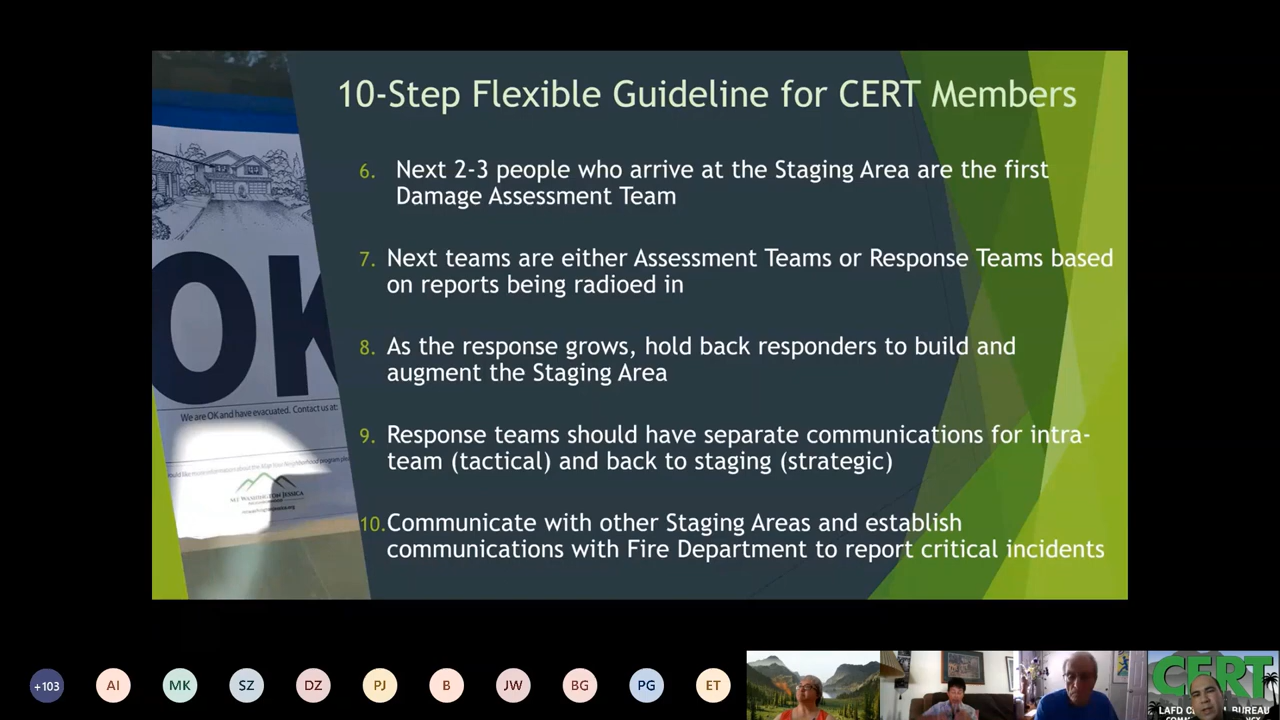 10-Step Flexible Guideline for CERT Members
6. Next 2-3 people who arrive at the Staging Area are the first
Damage Assessment Team
7. Next teams are either Assessment Teams or Response Teams based
on reports being radioed in
8. As the response grows, hold back responders to build and
augment the Staging Area
9. Response teams should have separate communications for intra-
team (tactical) and back to staging (strategic)
10. Communicate with other Staging Areas and establish
communications with Fire Department to report critical incidents
OK
We are OK and have evacuated. Contact us at:
MT WASHINGTON JESSICA
+103
AI
MK
SZ
DZ
PJ
B
JW
BG
PG
ET
CERT
LAFD
BUREAU